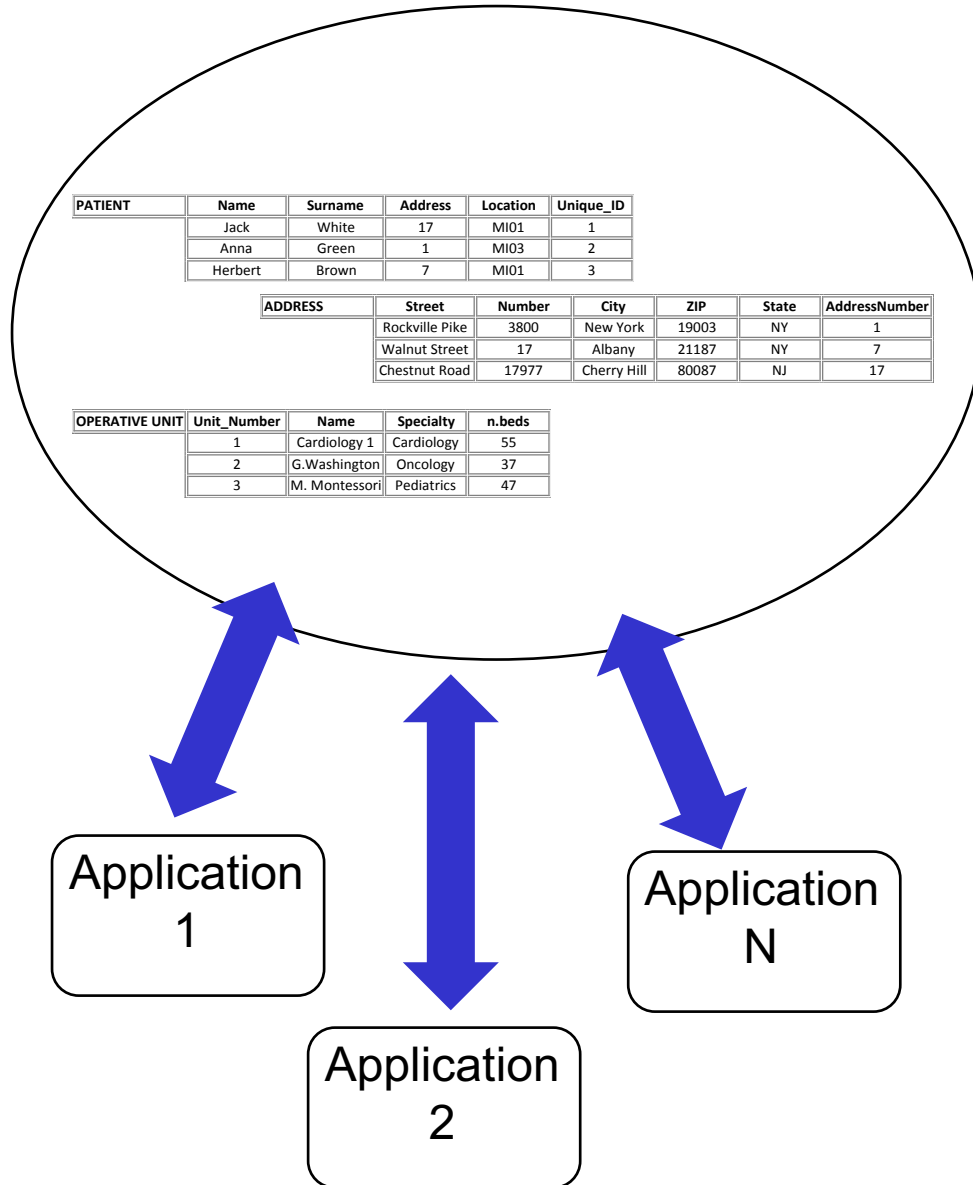 PATIENT Name Surname Address Location Unique_ID
Jack White 17 MI01 1
Anna Green 1 MI03 2
Herbert Brown 7 MI01 3
ADDRESS Street Number City ZIP State AddressNumber
Rockville Pike 3800 New York 19003 NY 1
Walnut Street 17 Albany 21187 NY 7
Chestnut Road 17977 Cherry Hill 80087 NJ 17
OPERATIVE UNIT Unit_Number Name Specialty n.beds
1 Cardiology 1 Cardiology 55
2 G.Washington Oncology 37
3 M. Montessori Pediatrics 47
Application
1
Application
2
Application
N